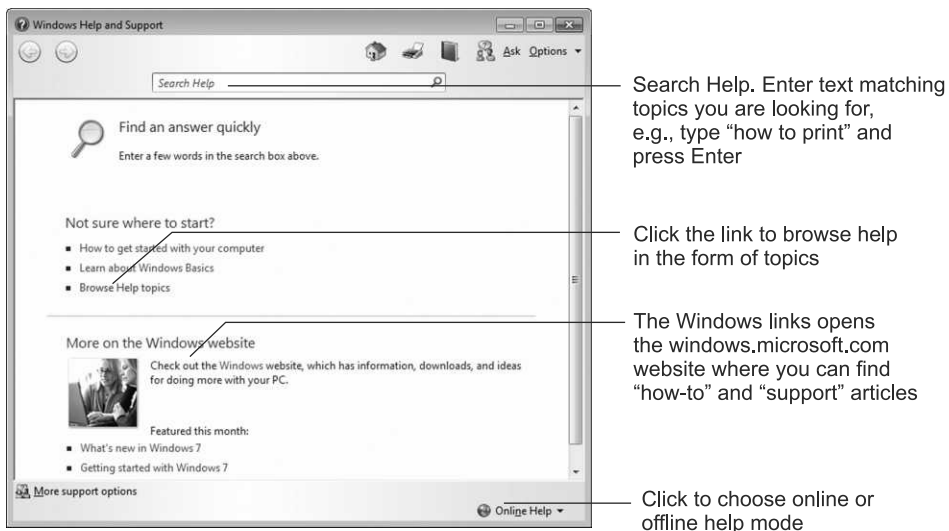 Windows Help and Support
Ask Options
Search Help
Find an answer quickly
Enter a few words in the search box above.
Not sure where to start?
How to get started with your computer
Learn about Windows Basics
Browse Help topics
More on the Windows website
Check out the Windows website, which has information, downloads, and ideas
for doing more with your PC.
Featured this month:
What's new in Windows 7
Getting started with Windows 7
More support options
Online Help
Search Help. Enter text matching
topics you are looking for,
e.g., type “how to print” and
press Enter
Click the link to browse help
in the form of topics
The Windows links opens
the windows.microsoft.com
website where you can find
“how-to” and “support” articles
Click to choose online or
offline help mode